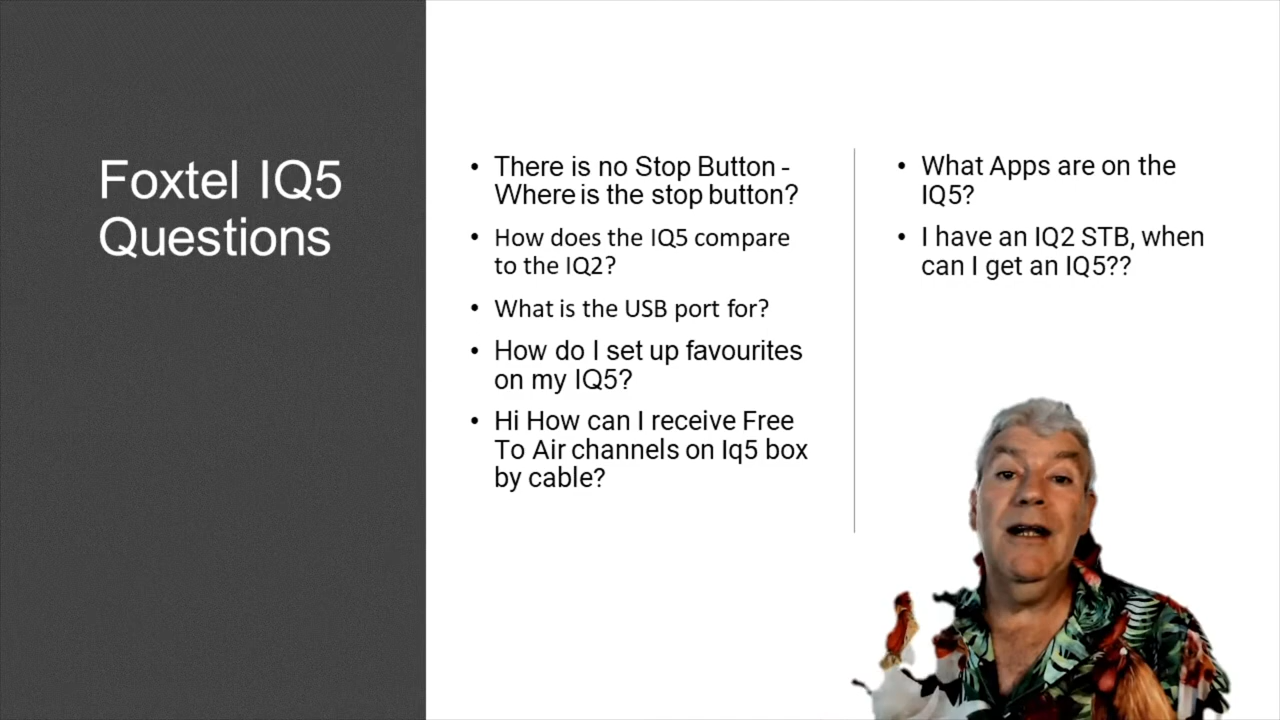 Foxtel IQ5
Questions
• There is no Stop Button -
Where is the stop button?
• How does the IQ5 compare
to the IQ2?
• What is the USB port for?
• How do I set up favourites
on my IQ5?
• Hi How can I receive Free
To Air channels on Iq5 box
by cable?
• What Apps are on the
IQ5?
• I have an IQ2 STB, when
can I get an IQ5??